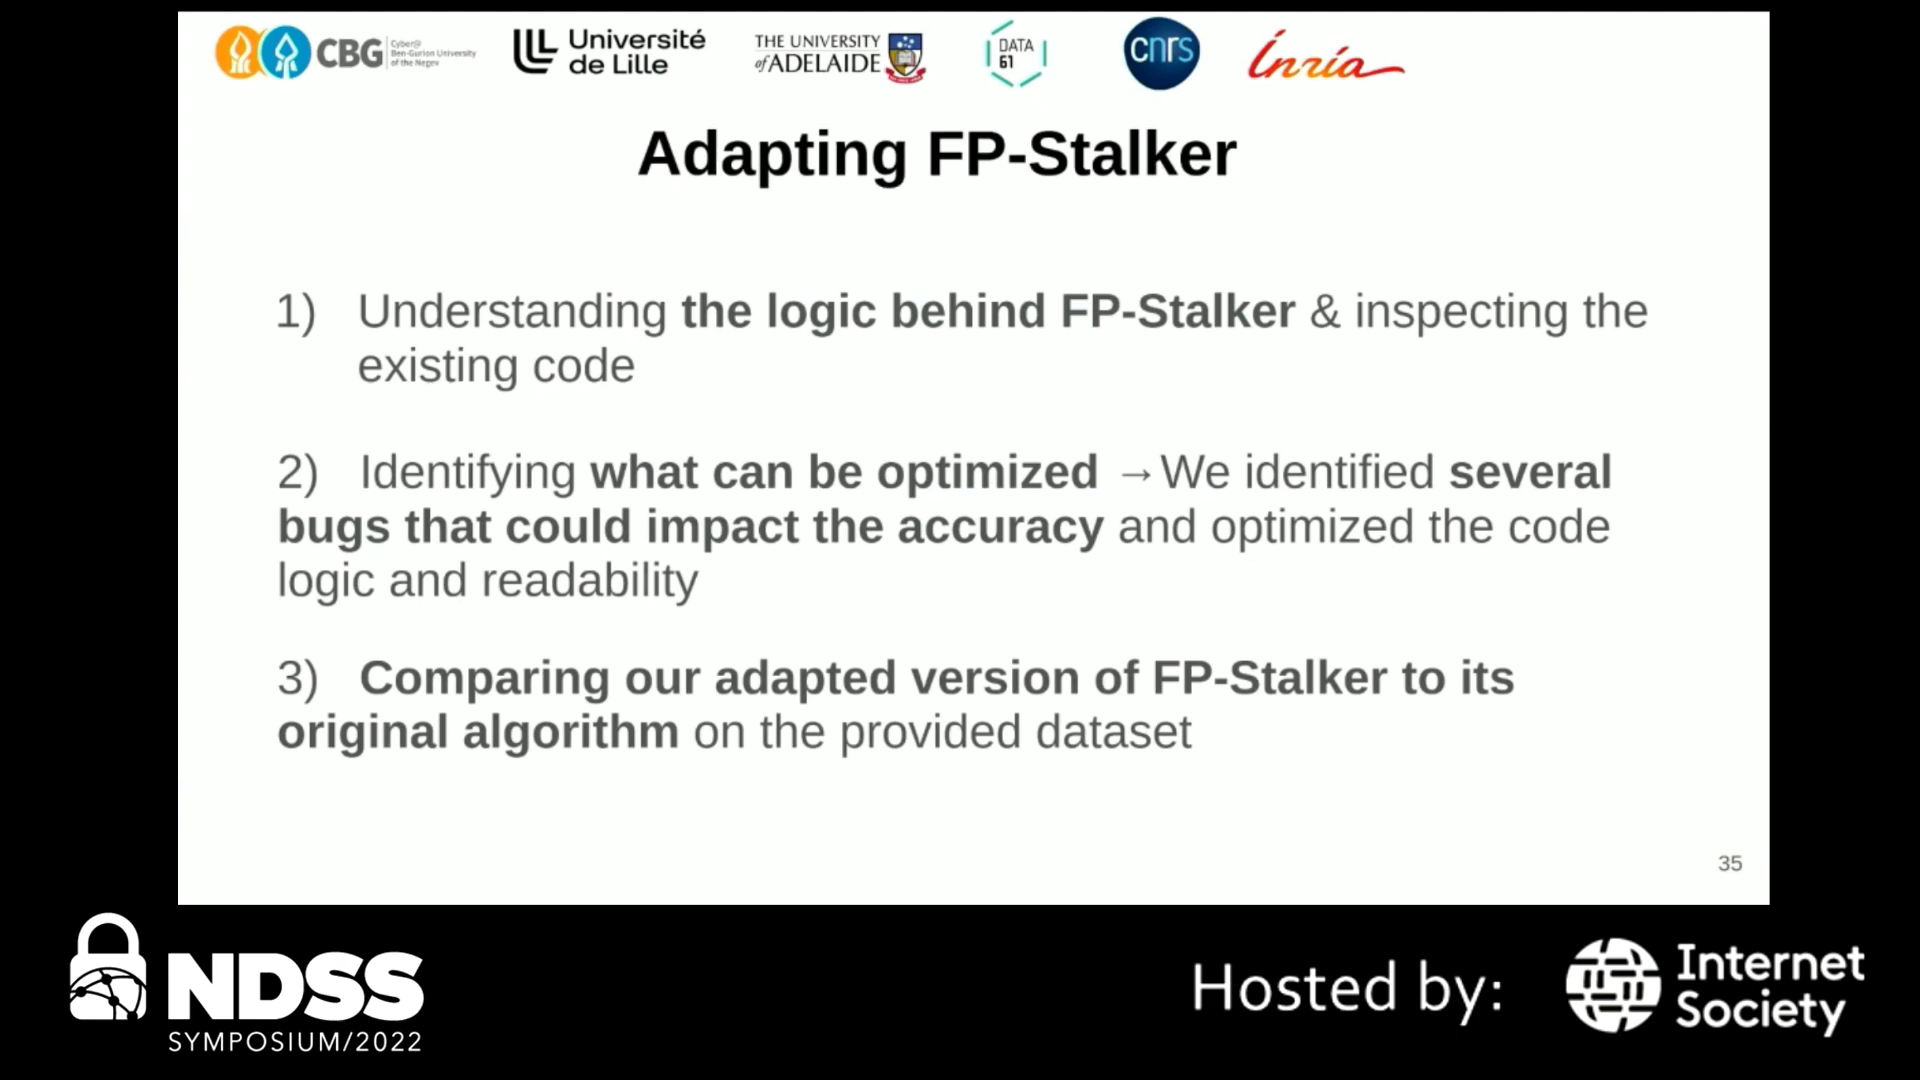 CBG
Cyber@
Ben-Gurion University
of the Negev
Université
de Lille
THE UNIVERSITY
of ADELAIDE
DATA
61
cnrs
Inria
Adapting FP-Stalker
1) Understanding the logic behind FP-Stalker & inspecting the
existing code
2) Identifying what can be optimized →We identified several
bugs that could impact the accuracy and optimized the code
logic and readability
3) Comparing our adapted version of FP-Stalker to its
original algorithm on the provided dataset
35
NDSS
SYMPOSIUM/2022
Hosted by:
Internet
Society